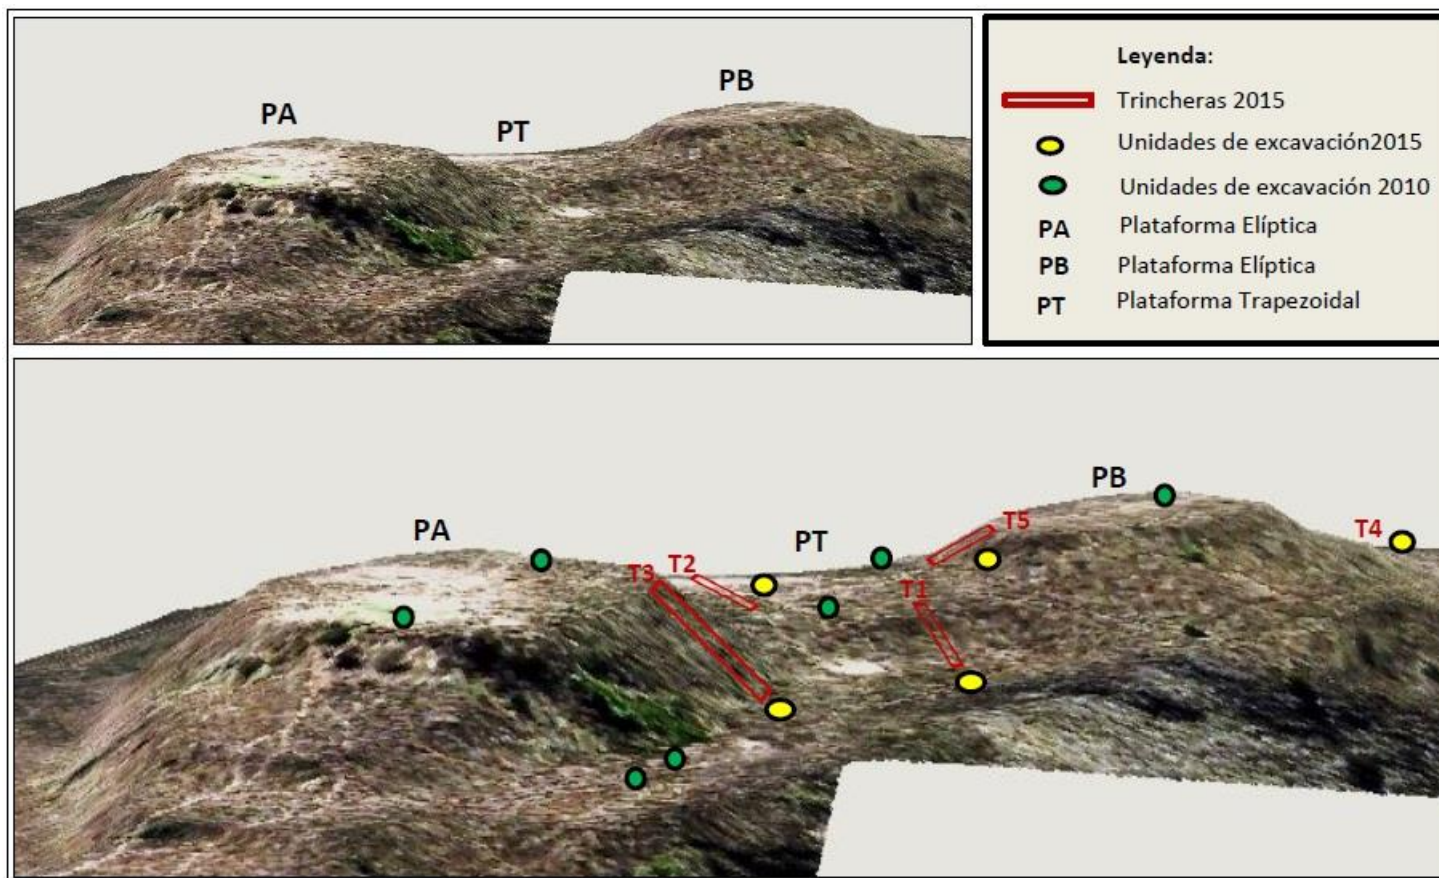 PA
PT
PB
Leyenda:
Trincheras 2015
Unidades de excavación2015
Unidades de excavación 2010
PA Plataforma Elíptica
PB Plataforma Elíptica
PT Plataforma Trapezoidal
PA
T3
T2
PT
T1
T5
PB
T4